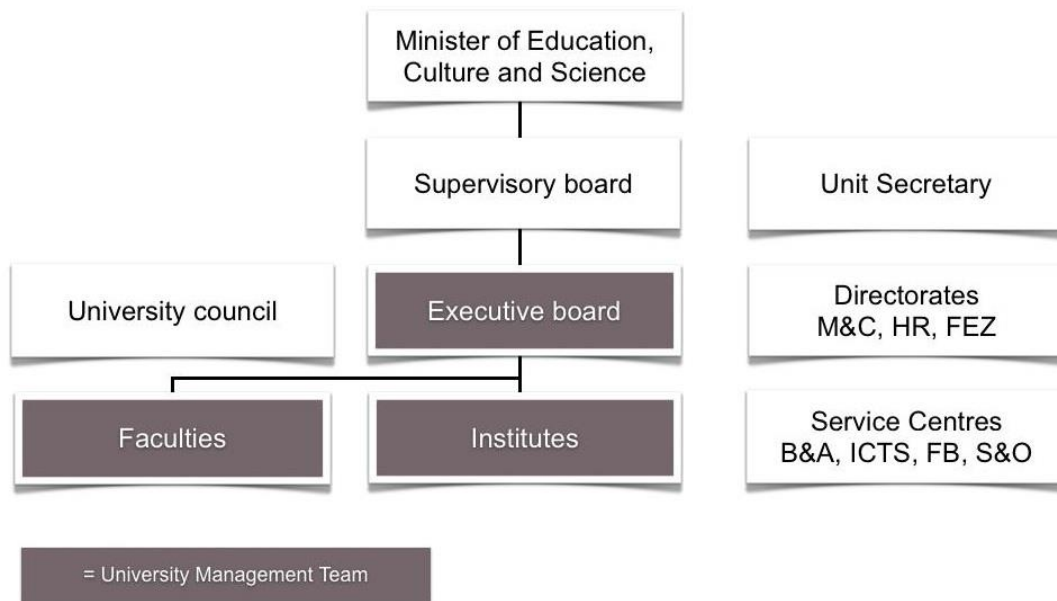 Minister of Education,
Culture and Science
Supervisory board
Unit Secretary
University council
Executive board
Directorates
M&C, HR, FEZ
Faculties
Institutes
Service Centres
B&A, ICTS, FB, S&O
= University Management Team